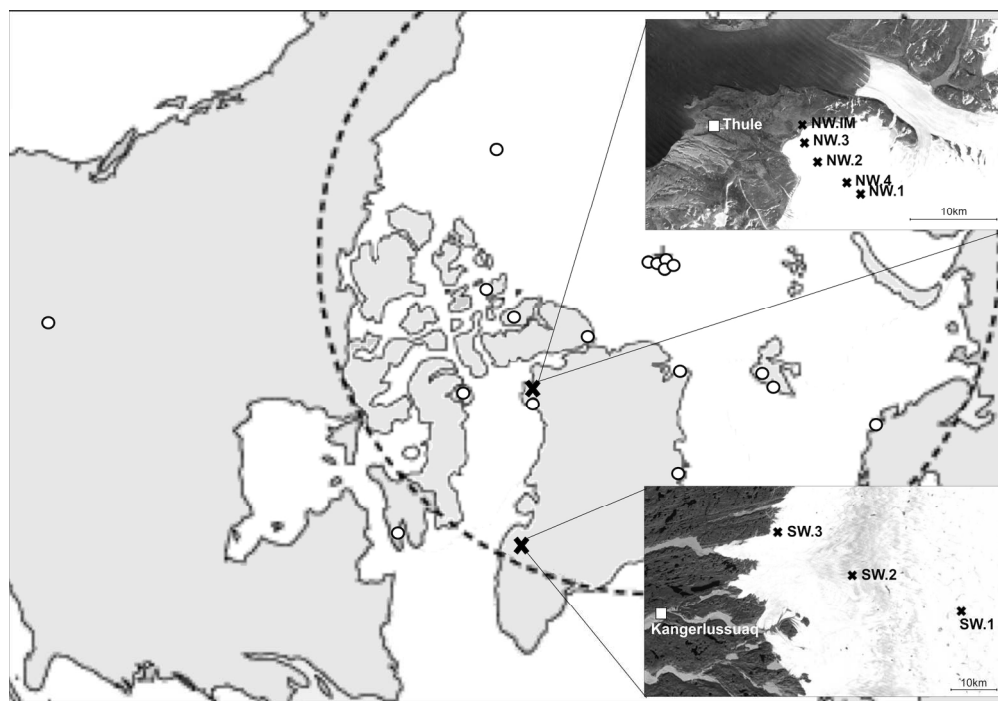 Thule
NW.IM
NW.3
NW.2
NW.4
NW.1
10km
SW.3
SW.2
SW.1
Kangerlussuaq
10km